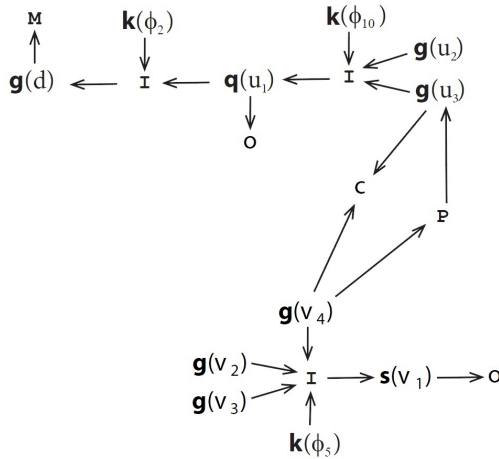 M k(ϕ₂) k(ϕ₁₀)
g(u₂)
g(d) I q(u₁) I g(u₃)
O
C
P
g(v₄)
g(v₂)
I s(v₁) O
g(v₃)
k(ϕ₅)